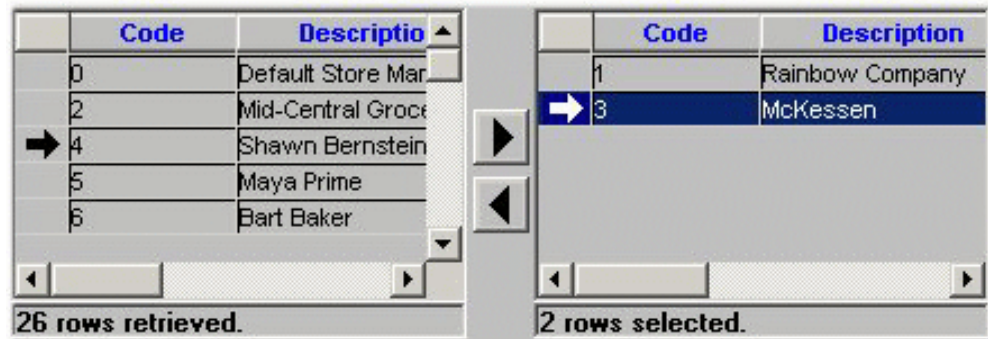 Code Descriptio
0 Default Store Mar
2 Mid-Central Groce
4 Shawn Bernstein
5 Maya Prime
6 Bart Baker
26 rows retrieved.
Code Description
1 Rainbow Company
3 McKessen
2 rows selected.